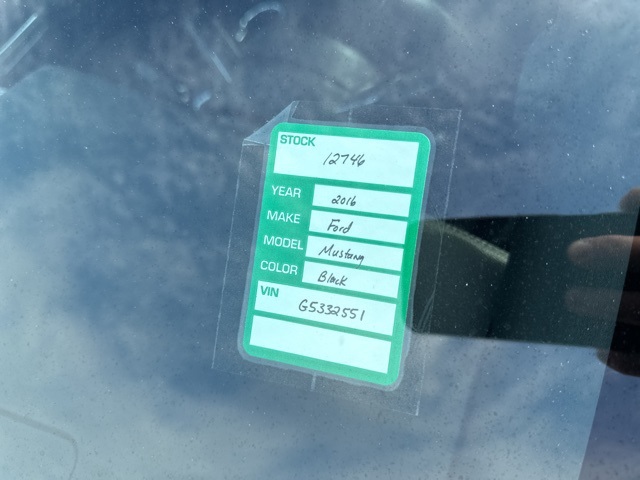 STOCK
12746
YEAR 2016
MAKE Ford
MODEL Mustang
COLOR Black
VIN
G5332551